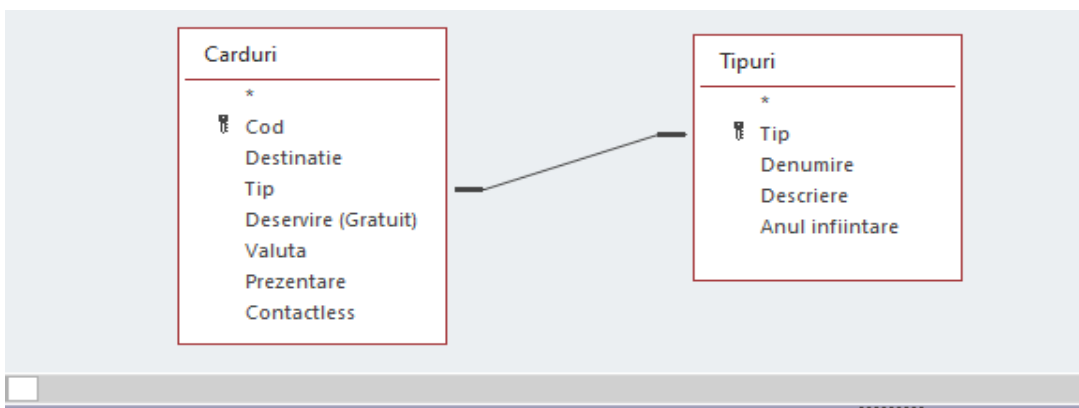 Carduri
*
Cod
Destinatie
Tip
Deservire (Gratuit)
Valuta
Prezentare
Contactless
Tipuri
*
Tip
Denumire
Descriere
Anul infiintare